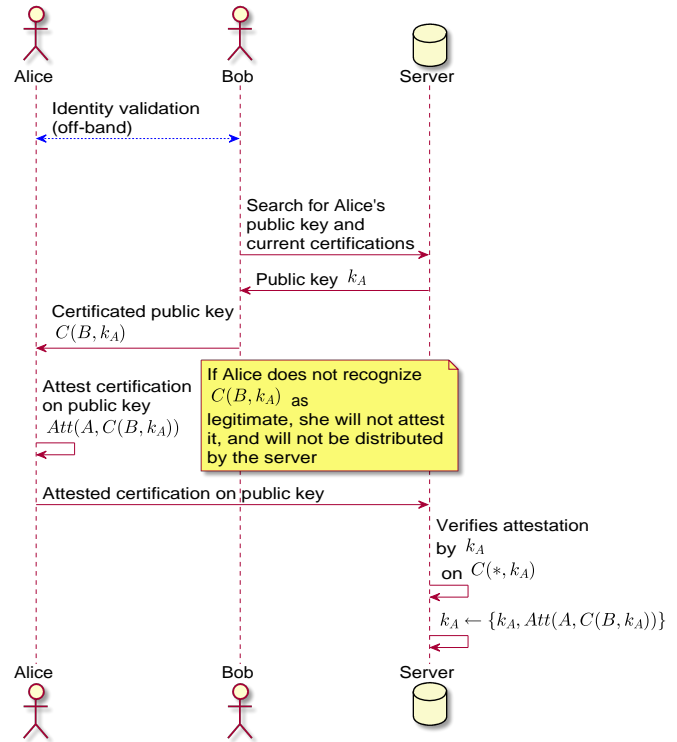 Alice
Bob
Server
Identity validation
(off-band)
Search for Alice's
public key and
current certifications
Public key k_A
Certificated public key
C(B, k_A)
Attest certification
on public key
Att(A, C(B, k_A))
If Alice does not recognize
C(B, k_A) as
legitimate, she will not attest
it, and will not be distributed
by the server
Attested certification on public key
Verifies attestation
by k_A
on C(∗, k_A)
k_A ← {k_A, Att(A, C(B, k_A))}
Alice
Bob
Server